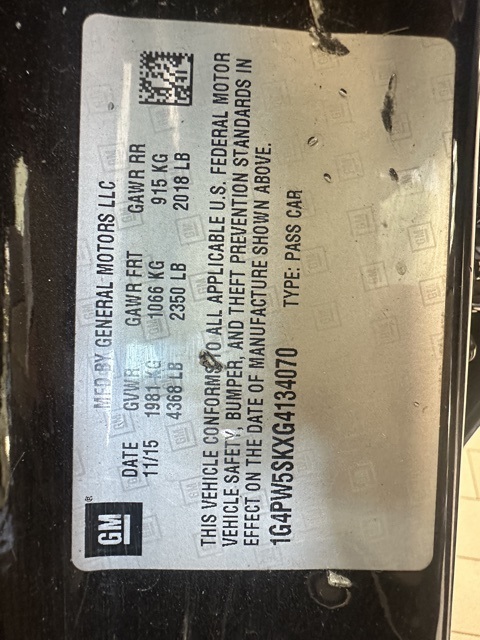 GM ®
MFD BY GENERAL MOTORS LLC
DATE GVWR GAWR FRT GAWR RR
11/15 1981 KG 1066 KG 915 KG
4368 LB 2350 LB 2018 LB
THIS VEHICLE CONFORMS TO ALL APPLICABLE U.S. FEDERAL MOTOR
VEHICLE SAFETY, BUMPER, AND THEFT PREVENTION STANDARDS IN
EFFECT ON THE DATE OF MANUFACTURE SHOWN ABOVE.
1G4PW5SKXG4134070 TYPE: PASS CAR